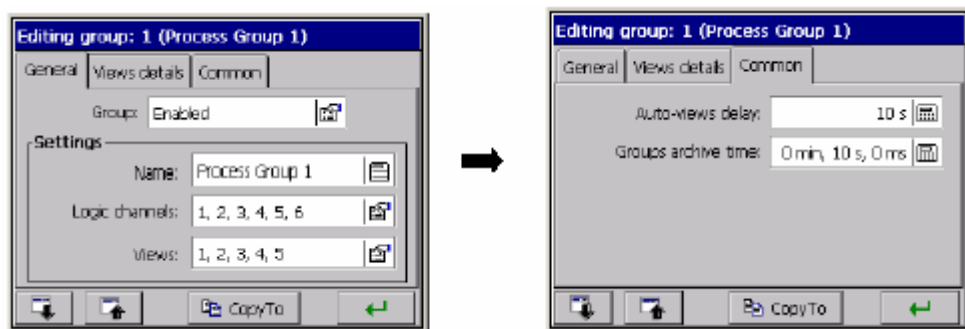 Editing group: 1 (Process Group 1)
General Views details Common
Group: Enabled
Settings
Name: Process Group 1
Logic channels: 1, 2, 3, 4, 5, 6
Views: 1, 2, 3, 4, 5
CopyTo
Editing group: 1 (Process Group 1)
General Views details Common
Auto-views delay: 10 s
Groups archive time: 0 min, 10 s, 0 ms
CopyTo